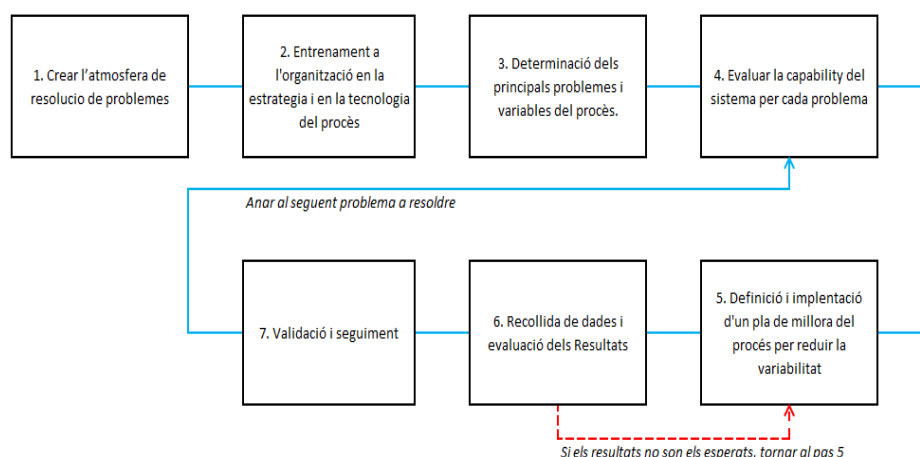 1. Crear l'atmosfera de
resolucio de problemes
2. Entrenament a
l'organització en la
estrategia i en la tecnologia
del procès
3. Determinació dels
principals problemes i
variables del procès.
4. Evaluar la capability del
sistema per cada problema
Anar al seguent problema a resoldre
7. Validació i seguiment
6. Recollida de dades i
evaluació dels Resultats
5. Definició i implentació
d'un pla de millora del
procés per reduir la
variabilitat
Si els resultats no son els esperats, tornar al pas 5